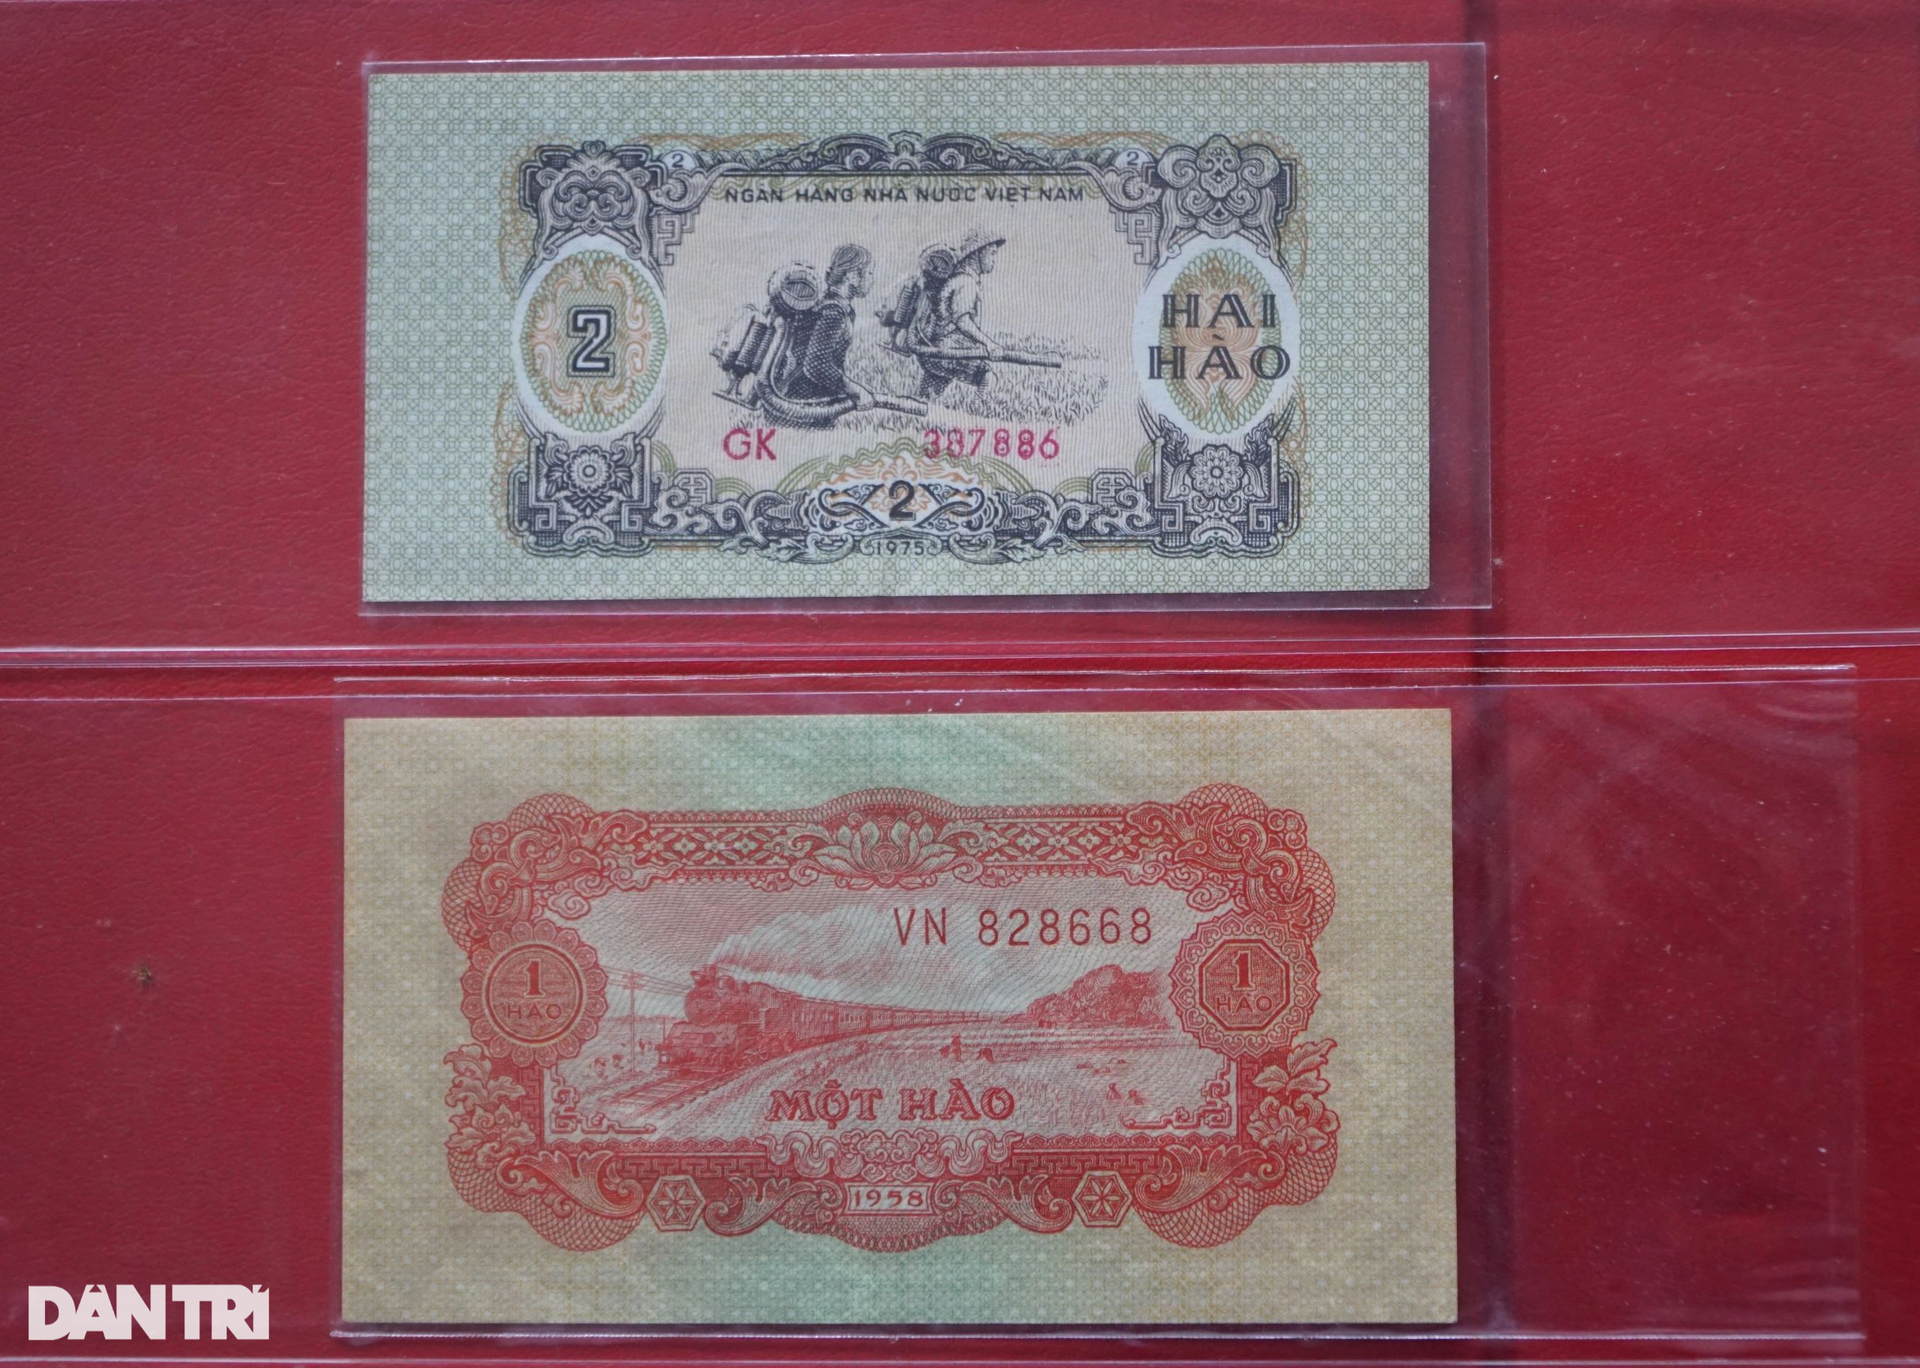 2 2
NGÂN HÀNG NHÀ NƯỚC VIỆT NAM
2
HAI
HÀO
GK 387886
2
1975
VN 828668
1
HÀO
1
HÀO
MỘT HÀO
1958
DÂN TRÍ